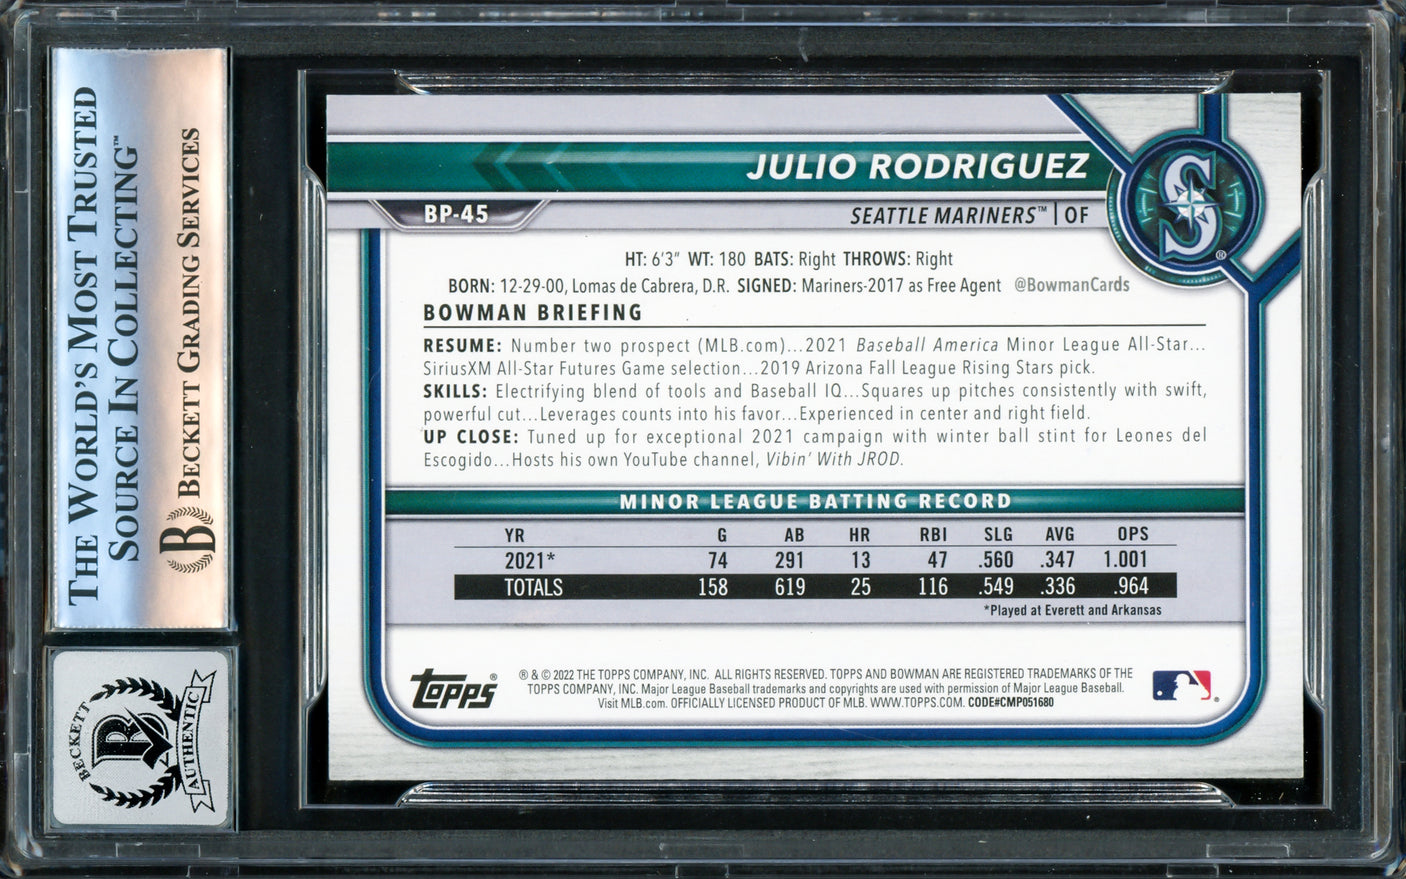 THE WORLD'S MOST TRUSTED
SOURCE IN COLLECTING™
B BECKETT GRADING SERVICES
BECKETT
B
AUTHENTIC
JULIO RODRIGUEZ
BP-45
SEATTLE MARINERS™ | OF
S®
HT: 6'3" WT: 180 BATS: Right THROWS: Right
BORN: 12-29-00, Lomas de Cabrera, D.R. SIGNED: Mariners-2017 as Free Agent @BowmanCards
BOWMAN BRIEFING
RESUME: Number two prospect (MLB.com)...2021 Baseball America Minor League All-Star...
SiriusXM All-Star Futures Game selection...2019 Arizona Fall League Rising Stars pick.
SKILLS: Electrifying blend of tools and Baseball IQ...Squares up pitches consistently with swift,
powerful cut...Leverages counts into his favor...Experienced in center and right field.
UP CLOSE: Tuned up for exceptional 2021 campaign with winter ball stint for Leones del
Escogido...Hosts his own YouTube channel, Vibin' With JROD.
MINOR LEAGUE BATTING RECORD
YR G AB HR RBI SLG AVG OPS
2021* 74 291 13 47 .560 .347 1.001
TOTALS 158 619 25 116 .549 .336 .964
*Played at Everett and Arkansas
Topps®
® & © 2022 THE TOPPS COMPANY, INC. ALL RIGHTS RESERVED. TOPPS AND BOWMAN ARE REGISTERED TRADEMARKS OF THE
TOPPS COMPANY, INC. Major League Baseball trademarks and copyrights are used with permission of Major League Baseball.
Visit MLB.com. OFFICIALLY LICENSED PRODUCT OF MLB. WWW.TOPPS.COM. CODE#CMP051680
®